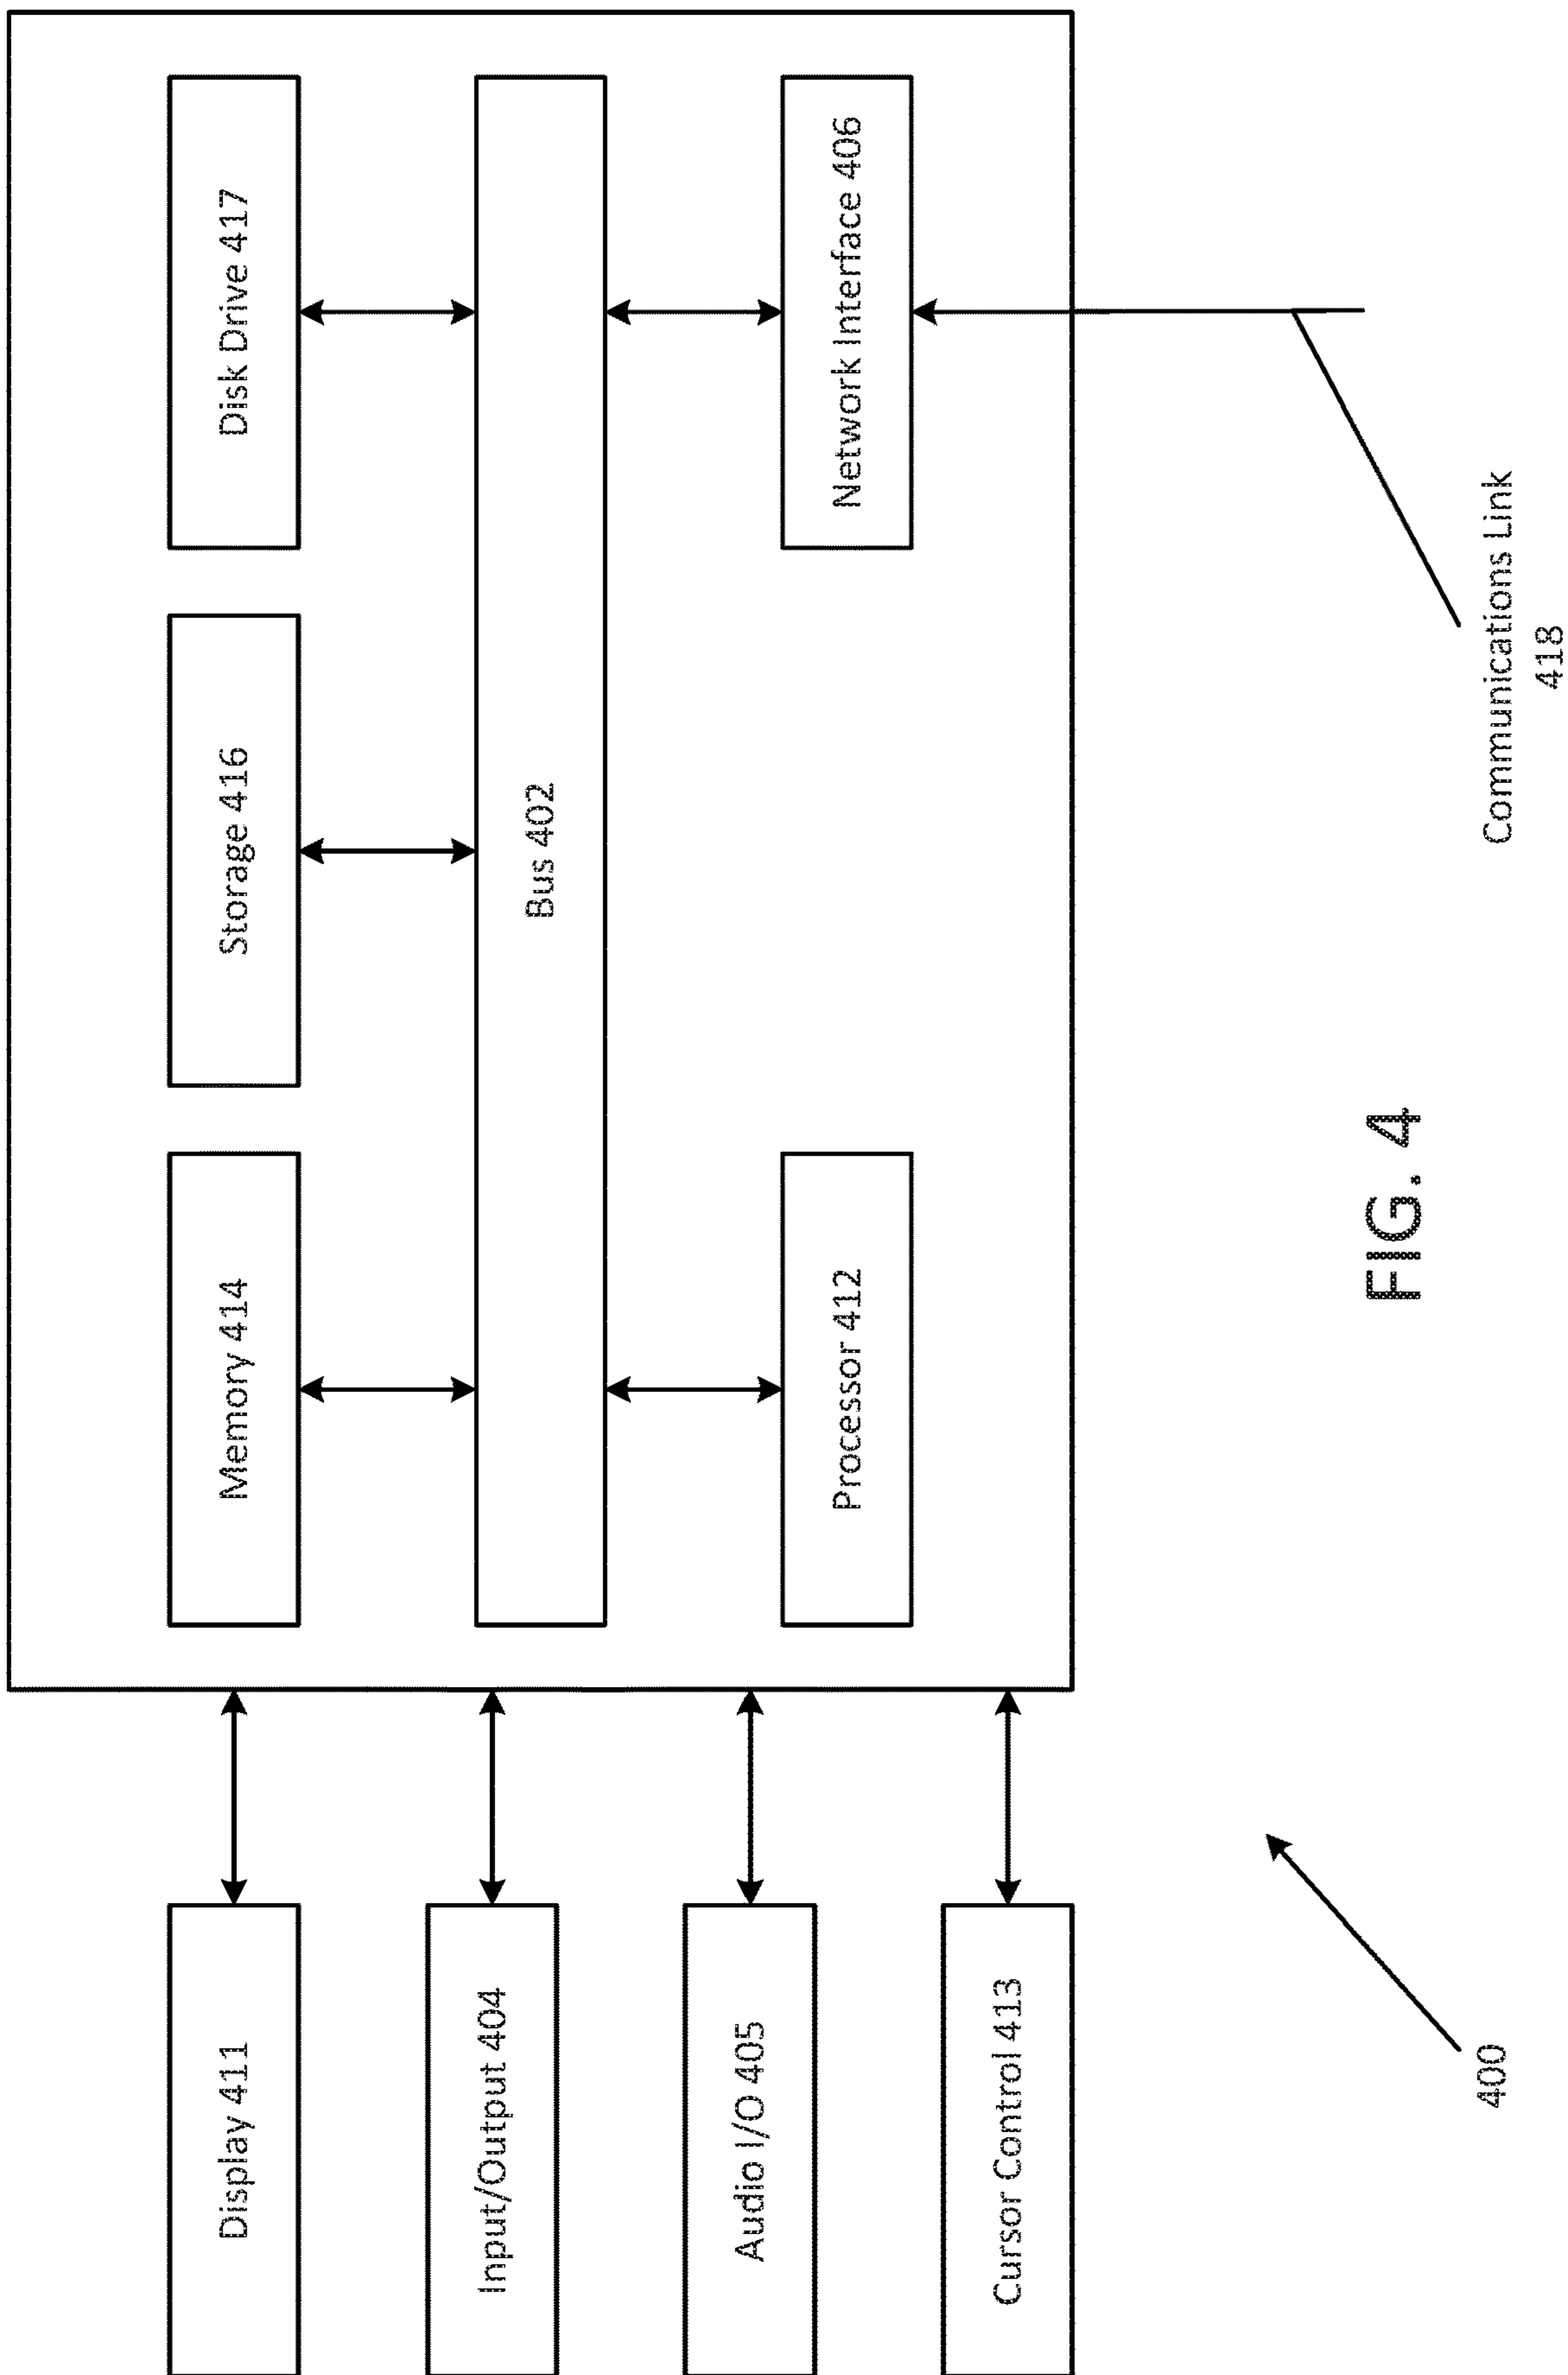 Display 411
Memory 414
Storage 416
Disk Drive 417
Input/Output 404
Bus 402
Audio I/O 405
Processor 412
Network Interface 406
Cursor Control 413
400
FIG. 4
Communications Link
418